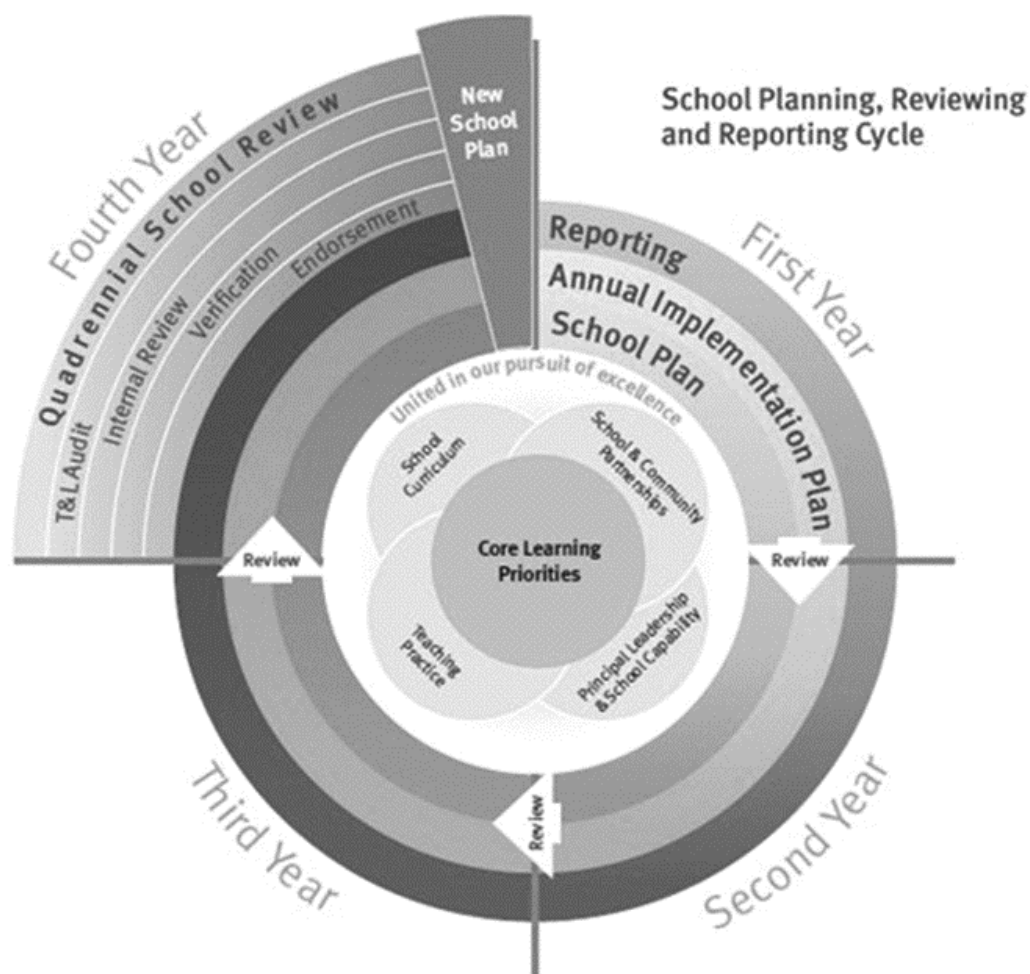 School Planning, Reviewing
and Reporting Cycle
New
School
Plan
First Year
Reporting
Annual Implementation Plan
School Plan
Fourth Year
Quadrennial School Review
T&L Audit
Internal Review
Verification
Endorsement
United in our pursuit of excellence
School
Curriculum
School & Community
Partnerships
Core Learning
Priorities
Teaching
Practice
Principal Leadership
& School Capability
Review
Review
Review
Third Year
Second Year